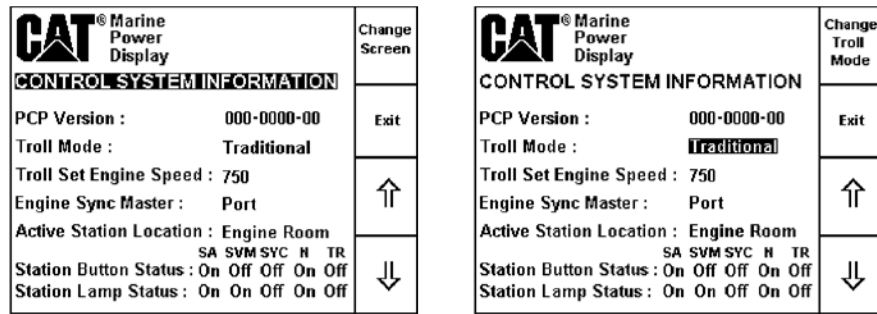 CAT® Marine
Power
Display
CONTROL SYSTEM INFORMATION
PCP Version : 000-0000-00
Troll Mode : Traditional
Troll Set Engine Speed : 750
Engine Sync Master : Port
Active Station Location : Engine Room
SA SVM SYC N TR
Station Button Status : On Off Off On Off
Station Lamp Status : On On Off On Off
Change
Screen
Exit
⇑
⇓
CAT® Marine
Power
Display
CONTROL SYSTEM INFORMATION
PCP Version : 000-0000-00
Troll Mode : Traditional
Troll Set Engine Speed : 750
Engine Sync Master : Port
Active Station Location : Engine Room
SA SVM SYC N TR
Station Button Status : On Off Off On Off
Station Lamp Status : On On Off On Off
Change
Troll
Mode
Exit
⇑
⇓